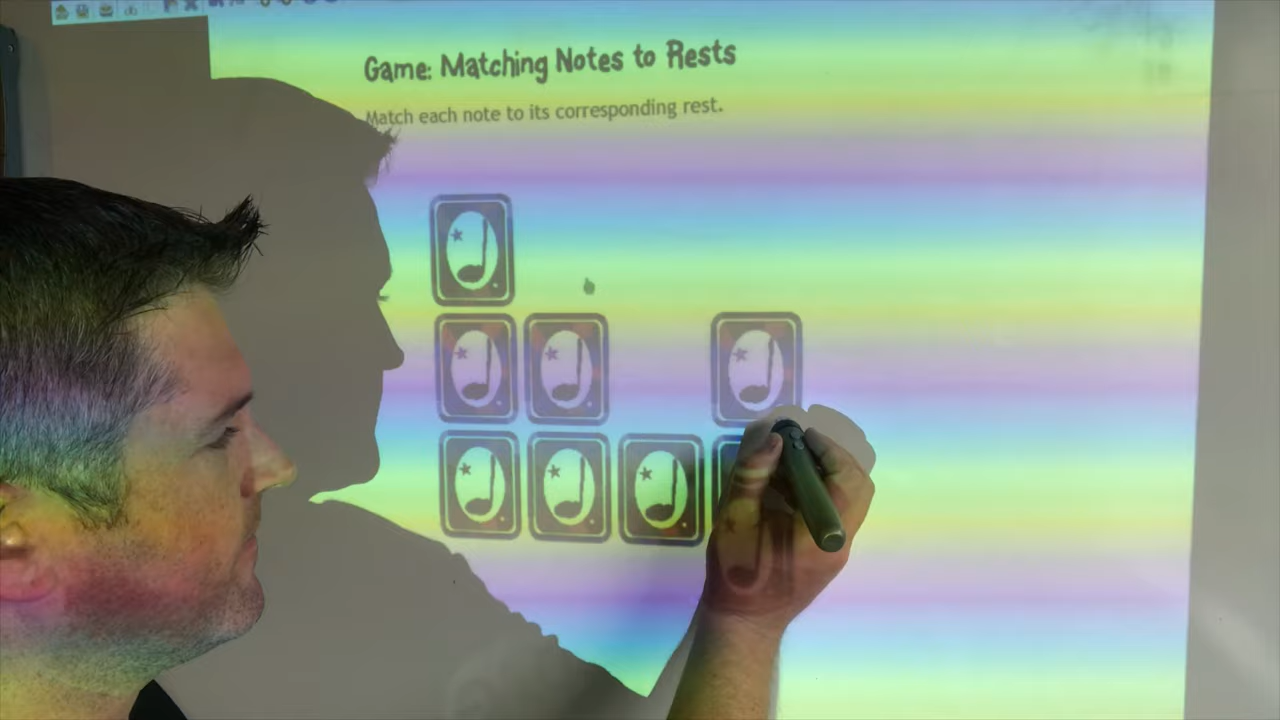 Game: Matching Notes to Rests
Match each note to its corresponding rest.